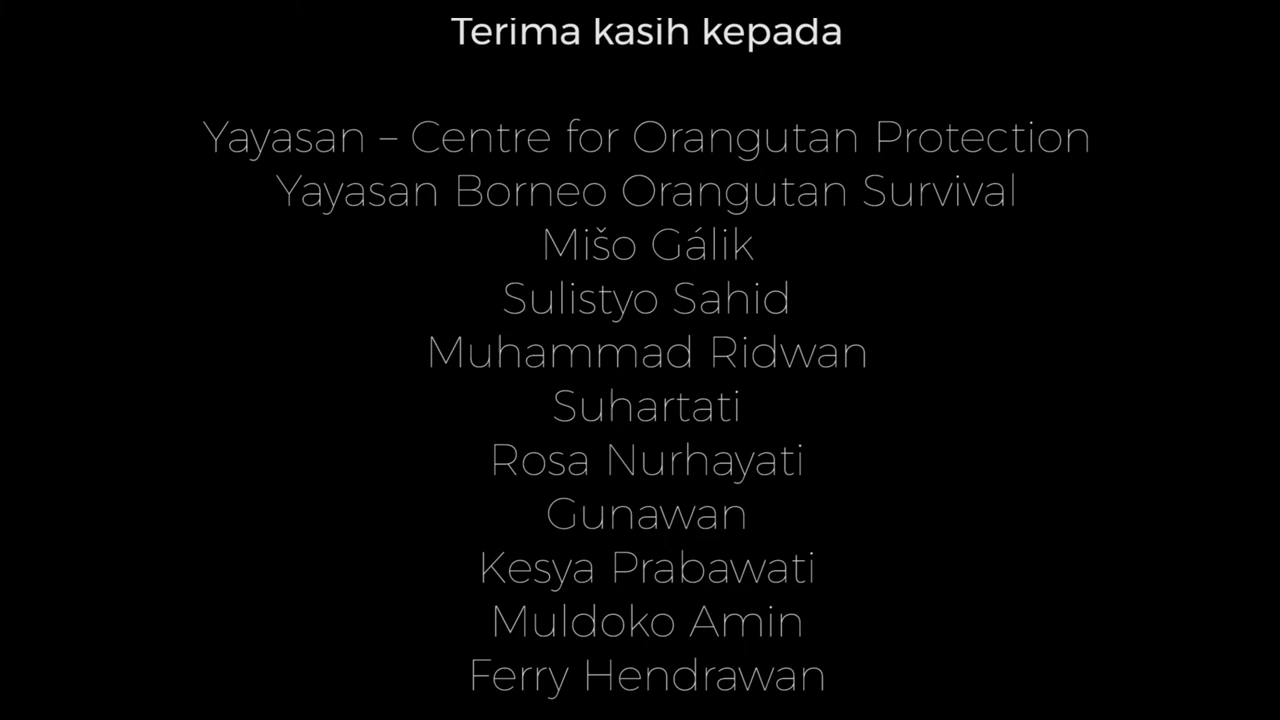 Terima kasih kepada
Yayasan – Centre for Orangutan Protection
Yayasan Borneo Orangutan Survival
Mišo Gálik
Sulistyo Sahid
Muhammad Ridwan
Suhartati
Rosa Nurhayati
Gunawan
Kesya Prabawati
Muldoko Amin
Ferry Hendrawan